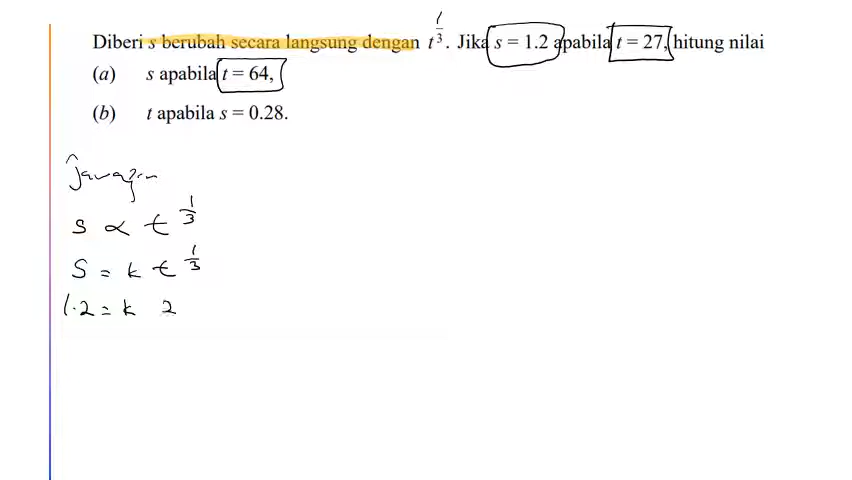 Diberi s berubah secara langsung dengan t^{1/3}. Jika s = 1.2 apabila t = 27, hitung nilai
(a) s apabila t = 64,
(b) t apabila s = 0.28.
Jawapan
s ∝ t^{1/3}
s = k t^{1/3}
1.2 = k 2